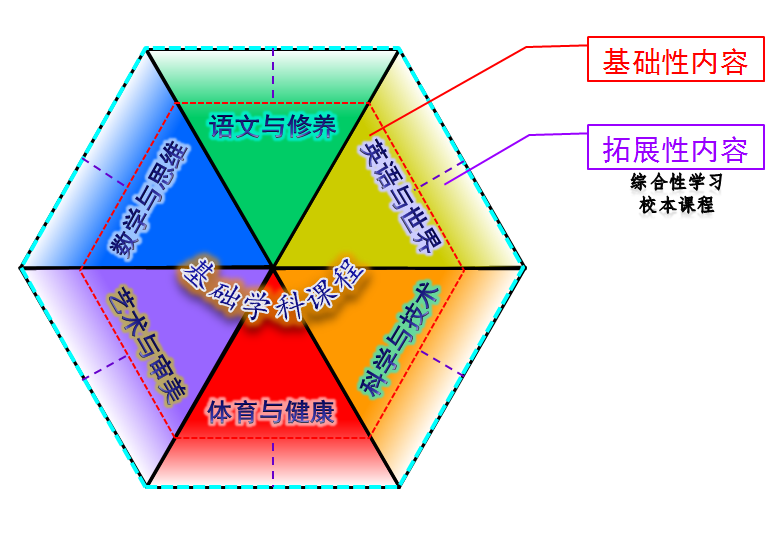 基础性内容
拓展性内容
综合性学习
校本课程
语文与修养
数学与思维
英语与世界
基础学科课程
艺术与审美
科学与技术
体育与健康